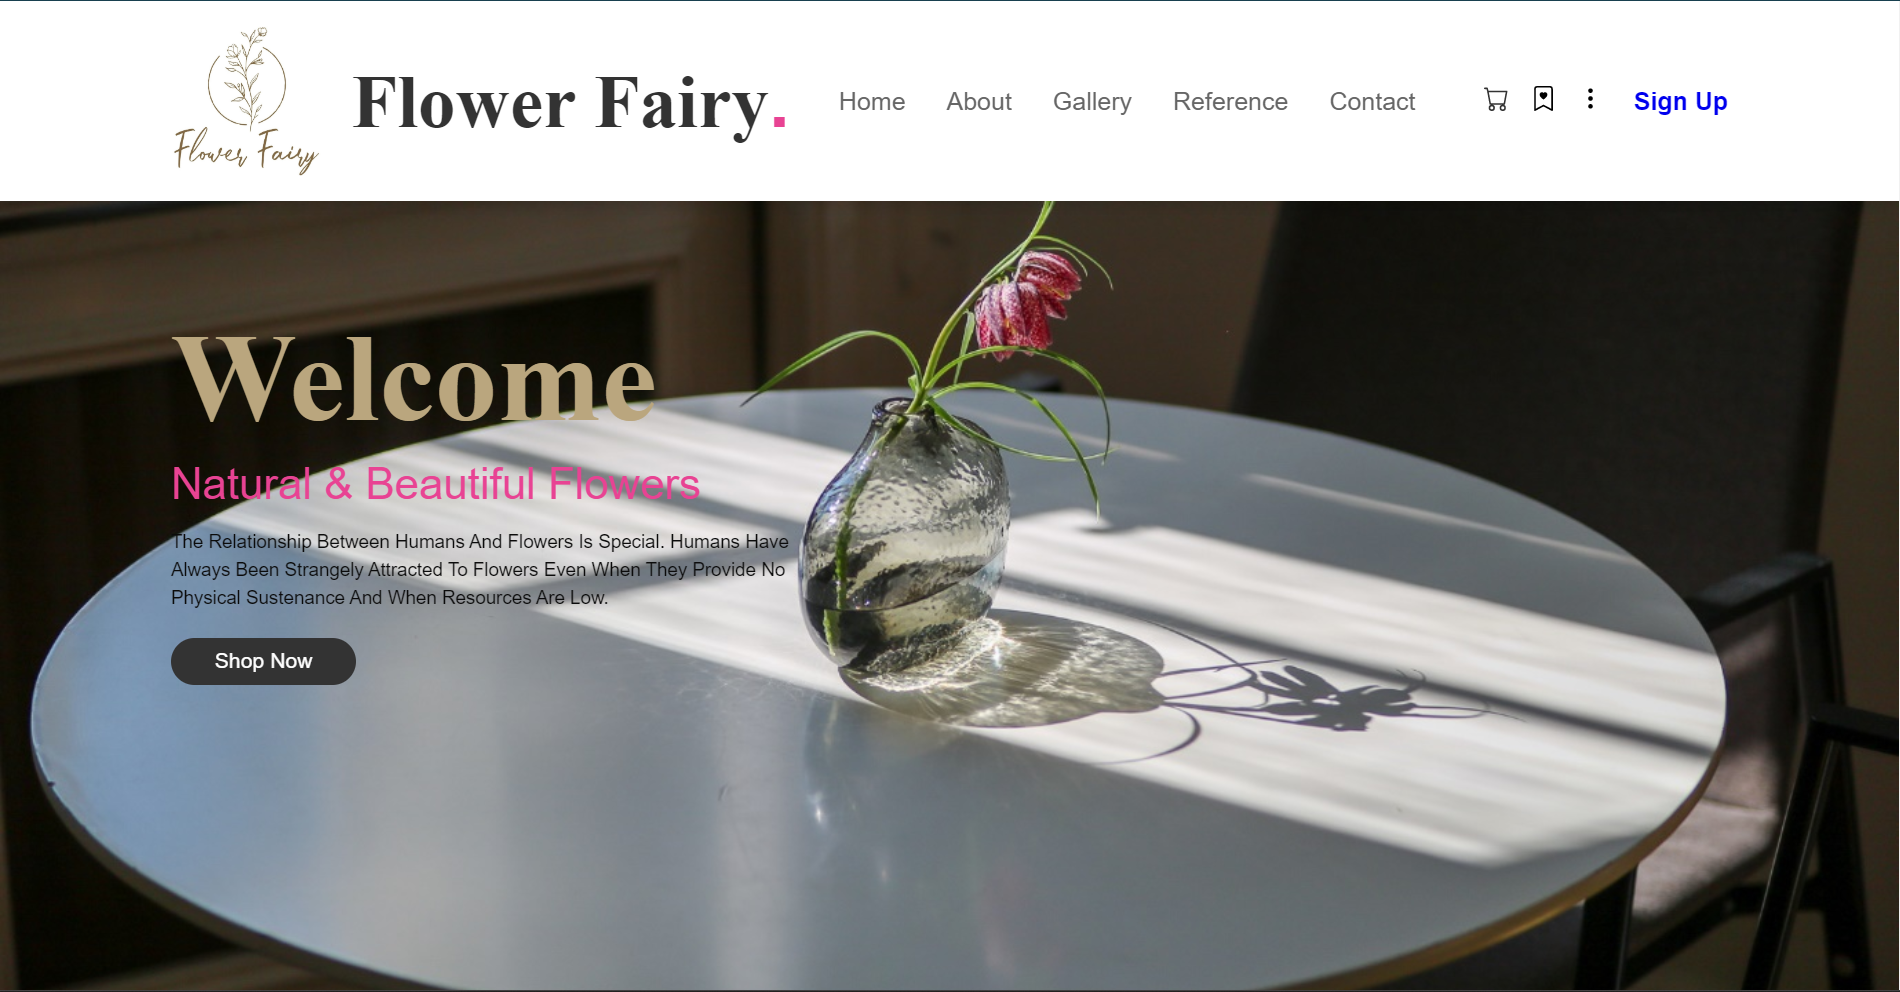 Flower Fairy
Flower Fairy.
Home About Gallery Reference Contact
Sign Up
Welcome
Natural & Beautiful Flowers
The Relationship Between Humans And Flowers Is Special. Humans Have
Always Been Strangely Attracted To Flowers Even When They Provide No
Physical Sustenance And When Resources Are Low.
Shop Now